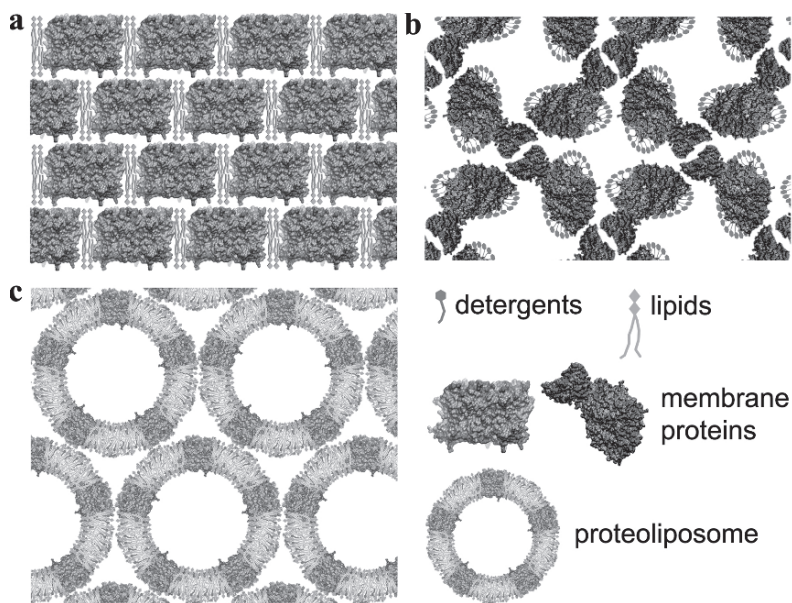 a
b
c
detergents
lipids
membrane
proteins
proteoliposome